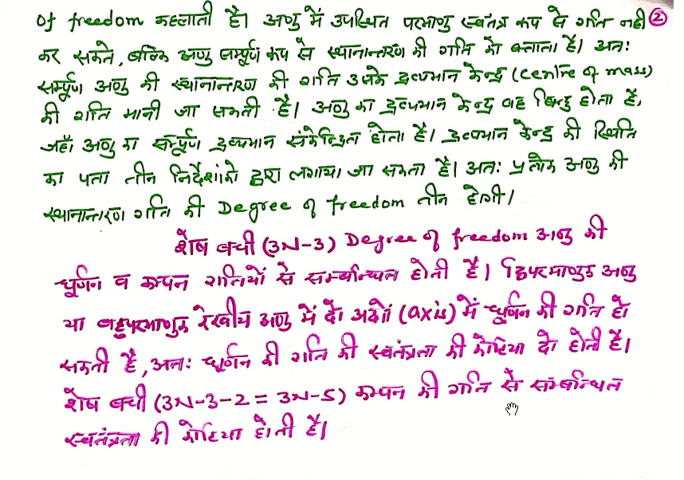 of freedom कहलाती है। अणु में उपस्थित परमाणु स्वतंत्र रूप से गति नही ②
कर सकते, बल्कि अणु सम्पूर्ण रूप से स्थानान्तरण की गति को बताता है। अतः
सम्पूर्ण अणु की स्थानान्तरण की गति उसके द्रव्यमान केन्द्र (centre of mass)
की गति मानी जा सकती है। अणु का द्रव्यमान केन्द्र वह बिन्दु होता है,
जहाँ अणु का सम्पूर्ण द्रव्यमान संकेन्द्रित होता है। द्रव्यमान केन्द्र की स्थिति
का पता तीन निर्देशांको द्वारा लगाया जा सकता है। अतः प्रत्येक अणु की
स्थानान्तरण गति की Degree of freedom तीन होगी।
शेष बची (3N-3) Degree of freedom अणु की
घूर्णन व कम्पन गतियों से सम्बन्धित होती है। द्विपरमाणुक अणु
या बहुपरमाणुक रेखीय अणु में दो अक्षों (axis) में घूर्णन की गति हो
सकती है, अतः घूर्णन की गति की स्वतंत्रता की कोटिया दो होती है।
शेष बची (3N-3-2 = 3N-5) कम्पन की गति से सम्बन्धित
स्वतंत्रता की कोटिया होती है।